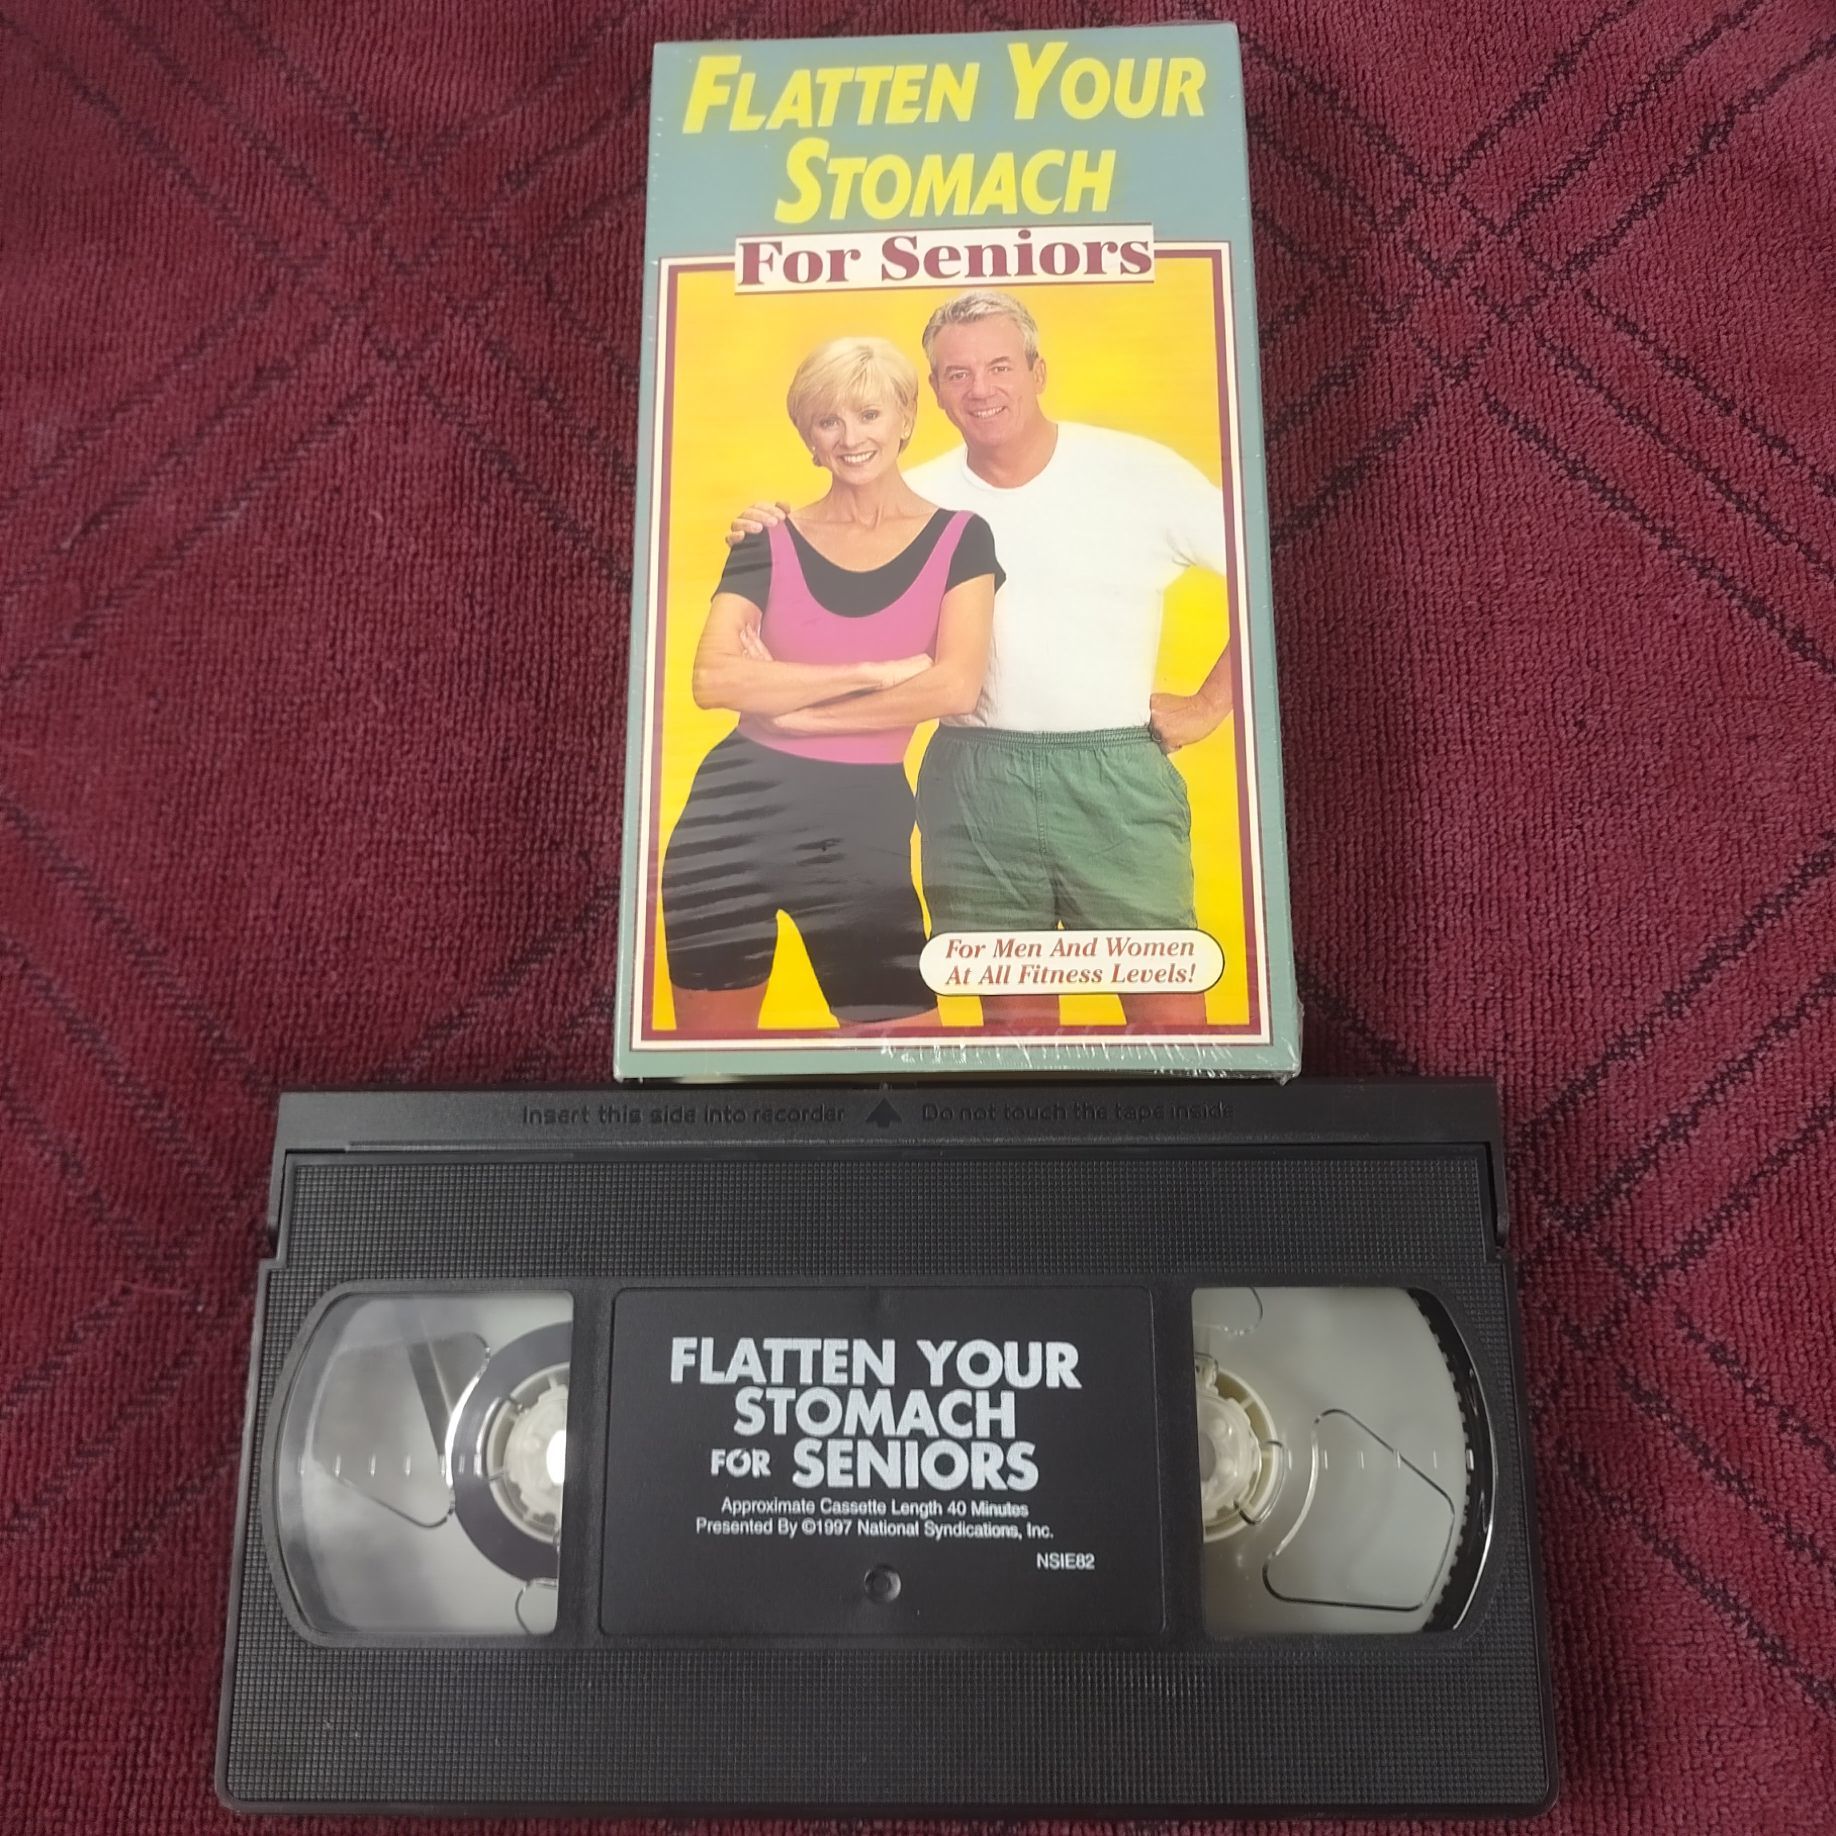 FLATTEN YOUR
STOMACH
For Seniors
For Men And Women
At All Fitness Levels!
Insert this side into recorder Do not touch the tape inside
FLATTEN YOUR
STOMACH
FOR SENIORS
Approximate Cassette Length 40 Minutes
Presented By ©1997 National Syndications, Inc.
NSIE82